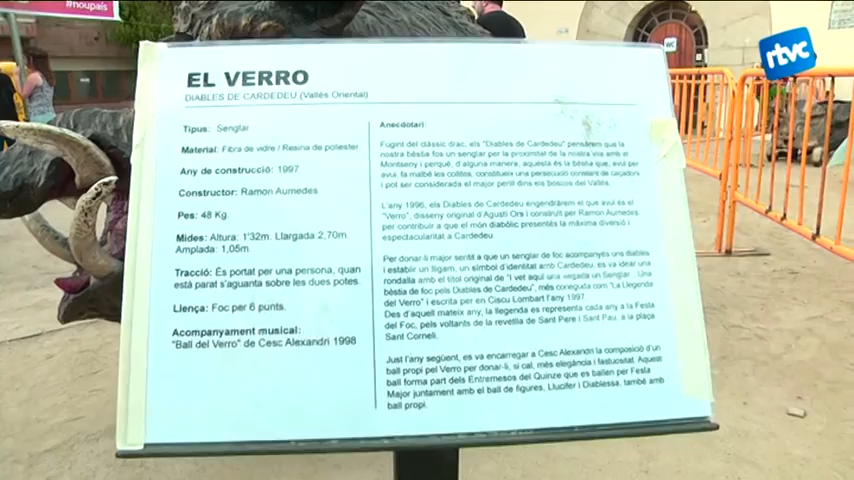 #noupaís
rtvc
WC
EL VERRO
DIABLES DE CARDEDEU (Vallès Oriental)
Tipus: Senglar
Material: Fibra de vidre / Resina de poliester
Any de construcció: 1997
Constructor: Ramon Aumedes
Pes: 48 Kg.
Mides: Altura: 1'32m. Llargada 2,70m.
Amplada: 1,05m
Tracció: És portat per una persona, quan
està parat s'aguanta sobre les dues potes.
Llença: Foc per 6 punts.
Acompanyament musical:
"Ball del Verro" de Cesc Alexandri 1998
Anecdotari:
Fugint del clàssic drac, els "Diables de Cardedeu" pensàrem que la
nostra bèstia fos un senglar per la proximitat de la nostra vila amb el
Montseny i perquè, d'alguna manera, aquesta és la bèstia que, avui per
avui, fa malbé les collites, constitueix una persecució constant de caçadors
i pot ser considerada el major perill dins els boscos del Vallès.
L'any 1996, els Diables de Cardedeu engendràrem el que avui és el
"Verro", disseny original d'Agustí Ors i construït per Ramon Aumedes,
per contribuir a que el món diabòlic presentés la màxima diversió i
espectacularitat a Cardedeu.
Per donar-li major sentit a que un senglar de foc acompanyés uns diables
i establir un lligam, un símbol d'identitat amb Cardedeu, es va idear una
rondalla amb el títol original de "I vet aquí una vegada un Senglar... Una
bèstia de foc pels Diables de Cardedeu", més coneguda com "La Llegenda
del Verro" i escrita per en Cisou Lombart l'any 1997.
Des d'aquell mateix any, la llegenda es representa cada any a la Festa
del Foc, pels voltants de la revetlla de Sant Pere i Sant Pau, a la plaça
Sant Corneli.
Just l'any següent, es va encarregar a Cesc Alexandri la composició d'un
ball propi pel Verro per donar-li, si cal, més elegància i fastuositat. Aquest
ball forma part dels Entremesos del Quinze que es ballen per Festa
Major juntament amb el ball de figures, Llucifer i Diablessa, també amb
ball propi.